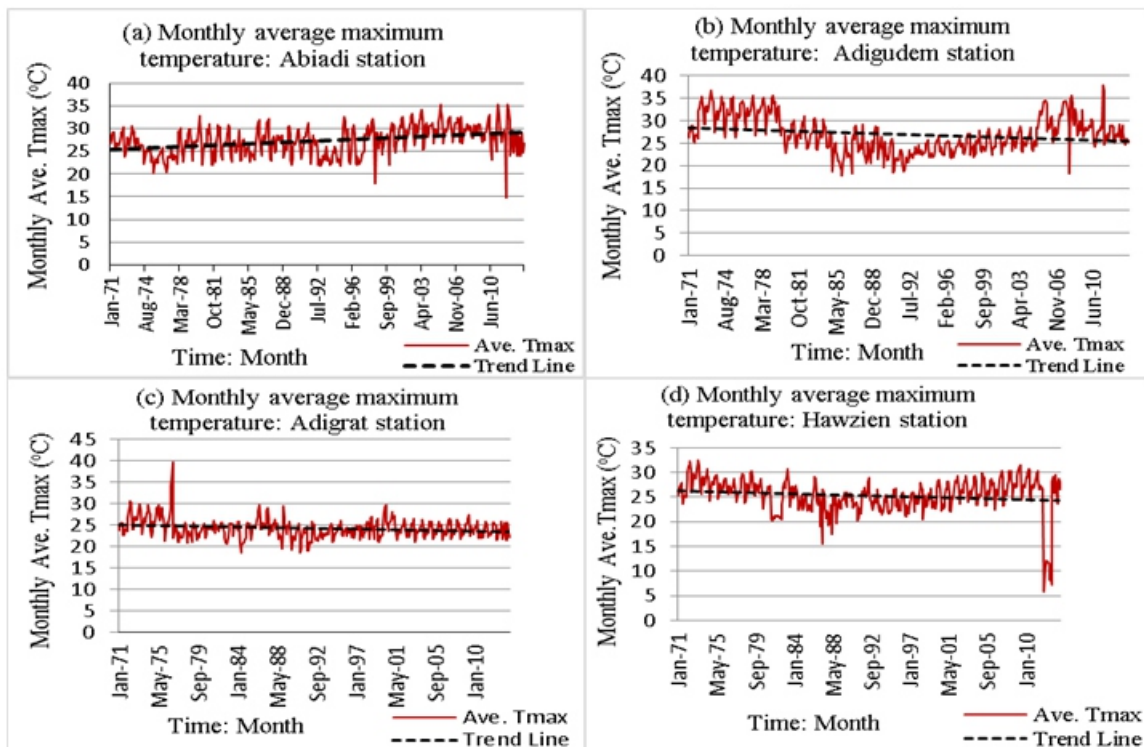 (a) Monthly average maximum
temperature: Abiadi station
Monthly Ave. Tmax (°C)
40
35
30
25
20
15
10
5
0
Jan-71
Aug-74
Mar-78
Oct-81
May-85
Dec-88
Jul-92
Feb-96
Sep-99
Apr-03
Nov-06
Jun-10
Time: Month
Ave. Tmax
Trend Line
(b) Monthly average maximum
temperature: Adigudem station
Monthly Ave. Tmax (°C)
40
35
30
25
20
15
10
5
0
Jan-71
Aug-74
Mar-78
Oct-81
May-85
Dec-88
Jul-92
Feb-96
Sep-99
Apr-03
Nov-06
Jun-10
Time: Month
Ave. Tmax
Trend Line
(c) Monthly average maximum
temperature: Adigrat station
Monthly Ave. Tmax (°C)
45
40
35
30
25
20
15
10
5
0
Jan-71
May-75
Sep-79
Jan-84
May-88
Sep-92
Jan-97
May-01
Sep-05
Jan-10
Time: Month
Ave. Tmax
Trend Line
(d) Monthly average maximum
temperature: Hawzien station
Monthly Ave.Tmax (°C)
35
30
25
20
15
10
5
0
Jan-71
May-75
Sep-79
Jan-84
May-88
Sep-92
Jan-97
May-01
Sep-05
Jan-10
Time: Month
Ave. Tmax
Trend Line